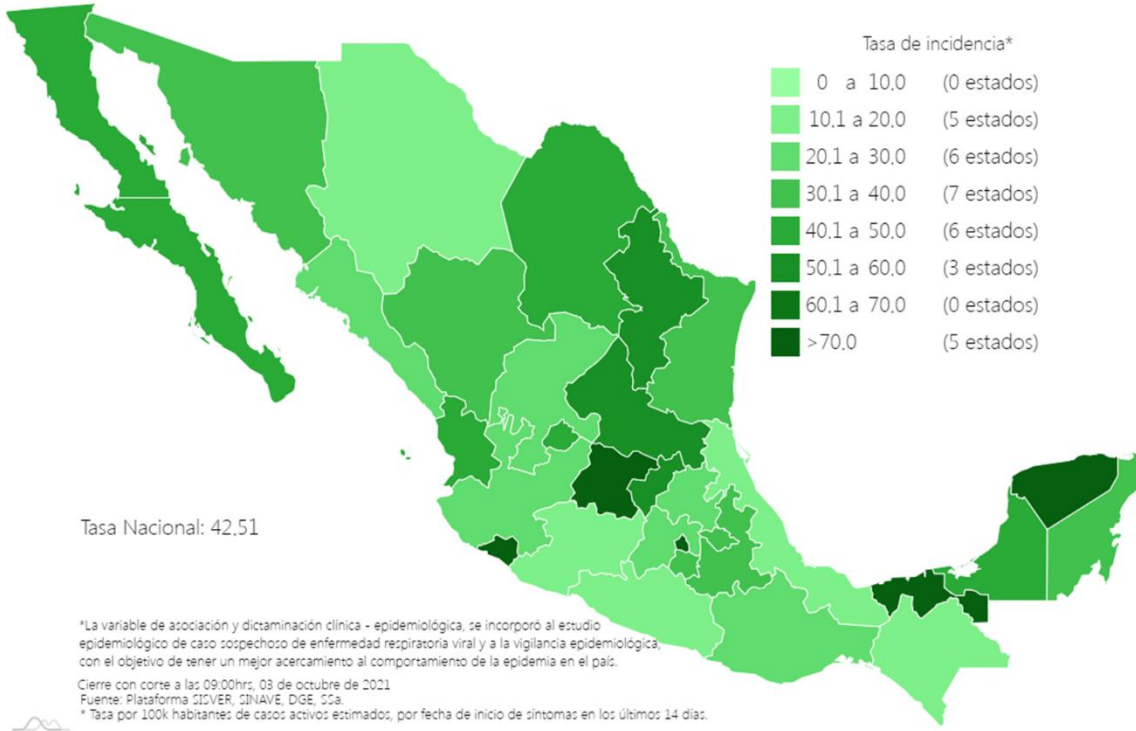 Tasa de incidencia*
0 a 10,0 (0 estados)
10,1 a 20,0 (5 estados)
20,1 a 30,0 (6 estados)
30,1 a 40,0 (7 estados)
40,1 a 50,0 (6 estados)
50,1 a 60,0 (3 estados)
60,1 a 70,0 (0 estados)
>70,0 (5 estados)
Tasa Nacional: 42,51
*La variable de asociación y dictaminación clínica - epidemiológica, se incorporó al estudio
epidemiológico de caso sospechoso de enfermedad respiratoria viral y a la vigilancia epidemiológica,
con el objetivo de tener un mejor acercamiento al comportamiento de la epidemia en el país.
Cierre con corte a las 09:00hrs, 03 de octubre de 2021
Fuente: Plataforma SISVER, SINAVE, DGE, SSa.
* Tasa por 100k habitantes de casos activos estimados, por fecha de inicio de síntomas en los últimos 14 días.